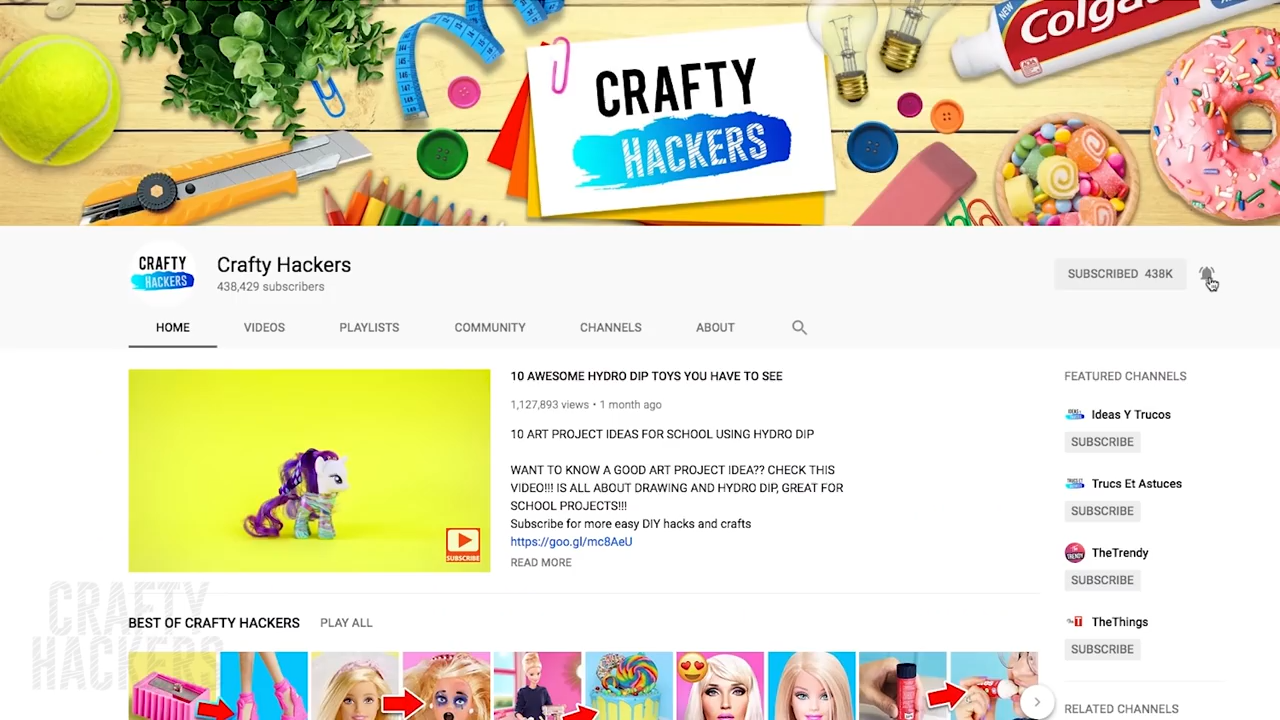 NEW
Colgat
ADA
CRAFTY
HACKERS
CRAFTY
HACKERS
Crafty Hackers
438,429 subscribers
SUBSCRIBED 438K
HOME
VIDEOS
PLAYLISTS
COMMUNITY
CHANNELS
ABOUT
10 AWESOME HYDRO DIP TOYS YOU HAVE TO SEE
1,127,893 views • 1 month ago
10 ART PROJECT IDEAS FOR SCHOOL USING HYDRO DIP
WANT TO KNOW A GOOD ART PROJECT IDEA?? CHECK THIS
VIDEO!!! IS ALL ABOUT DRAWING AND HYDRO DIP, GREAT FOR
SCHOOL PROJECTS!!!
Subscribe for more easy DIY hacks and crafts
https://goo.gl/mc8AeU
READ MORE
SUBSCRIBE
FEATURED CHANNELS
Ideas Y Trucos
SUBSCRIBE
Trucs Et Astuces
SUBSCRIBE
TheTrendy
SUBSCRIBE
TheThings
SUBSCRIBE
RELATED CHANNELS
BEST OF CRAFTY HACKERS
PLAY ALL
CRAFTY
HACKERS